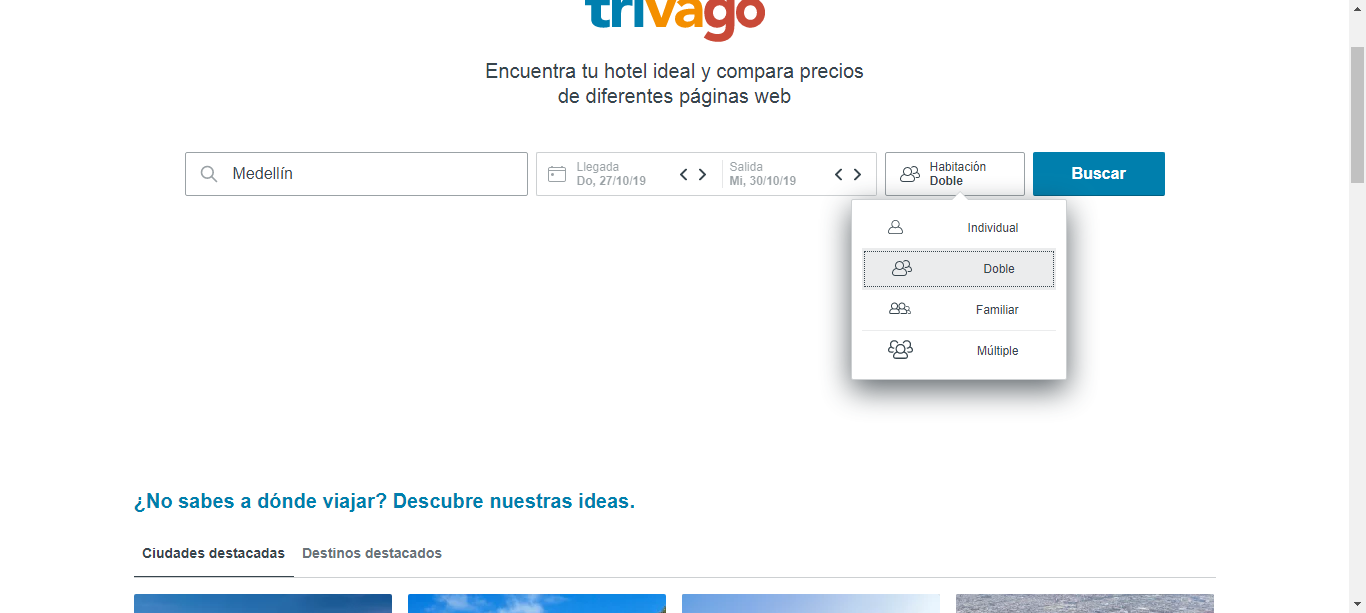 trivago
Encuentra tu hotel ideal y compara precios
de diferentes páginas web
Medellín
Llegada
Do, 27/10/19
Salida
Mi, 30/10/19
Habitación
Doble
Buscar
Individual
Doble
Familiar
Múltiple
¿No sabes a dónde viajar? Descubre nuestras ideas.
Ciudades destacadas Destinos destacados